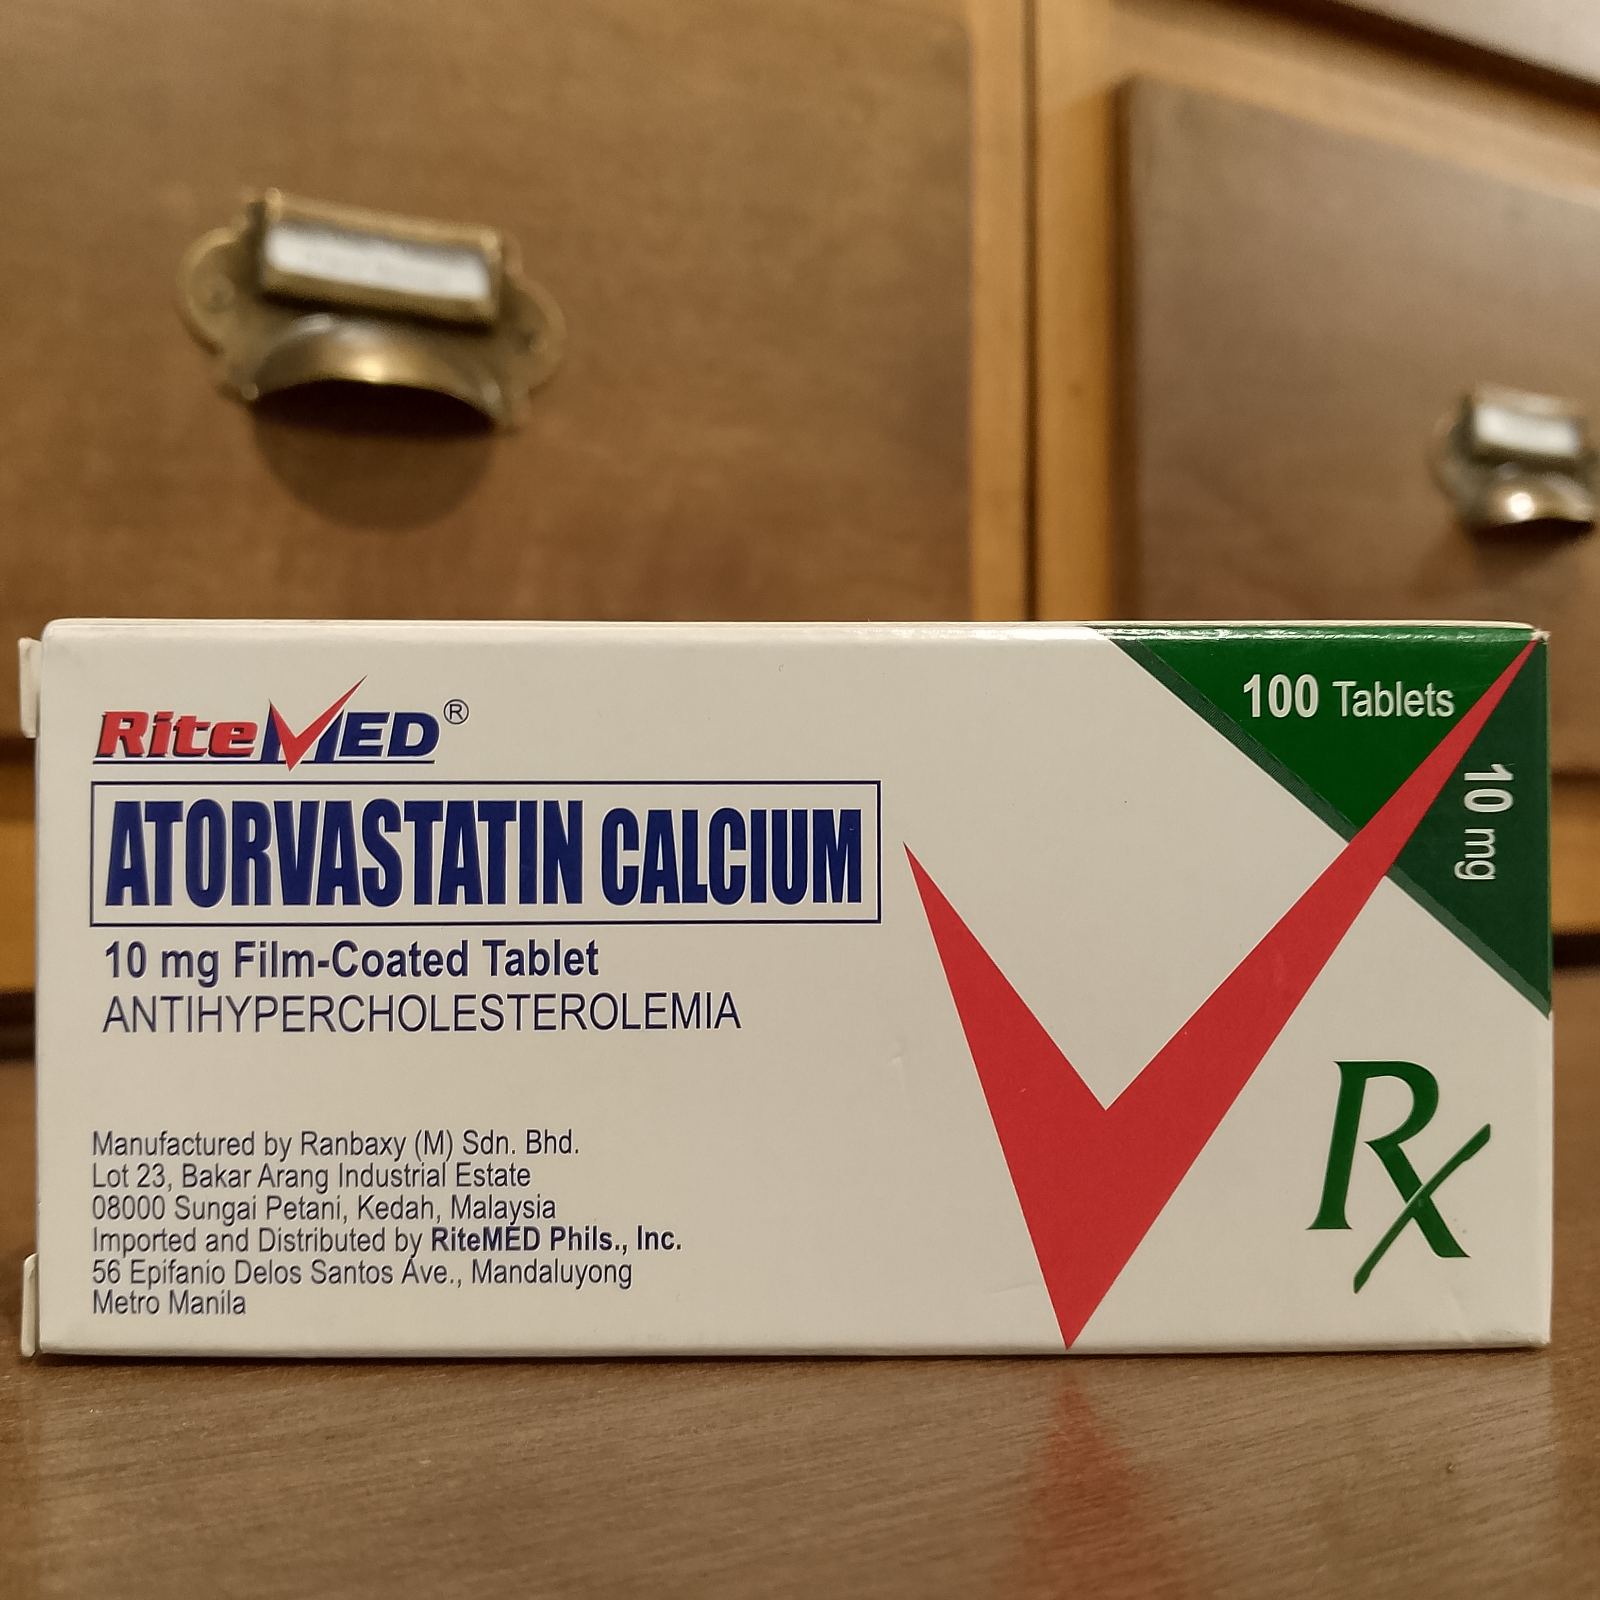 RiteMED®
ATORVASTATIN CALCIUM
10 mg Film-Coated Tablet
ANTIHYPERCHOLESTEROLEMIA
Manufactured by Ranbaxy (M) Sdn. Bhd.
Lot 23, Bakar Arang Industrial Estate
08000 Sungai Petani, Kedah, Malaysia
Imported and Distributed by RiteMED Phils., Inc.
56 Epifanio Delos Santos Ave., Mandaluyong
Metro Manila
100 Tablets
10 mg
Rx